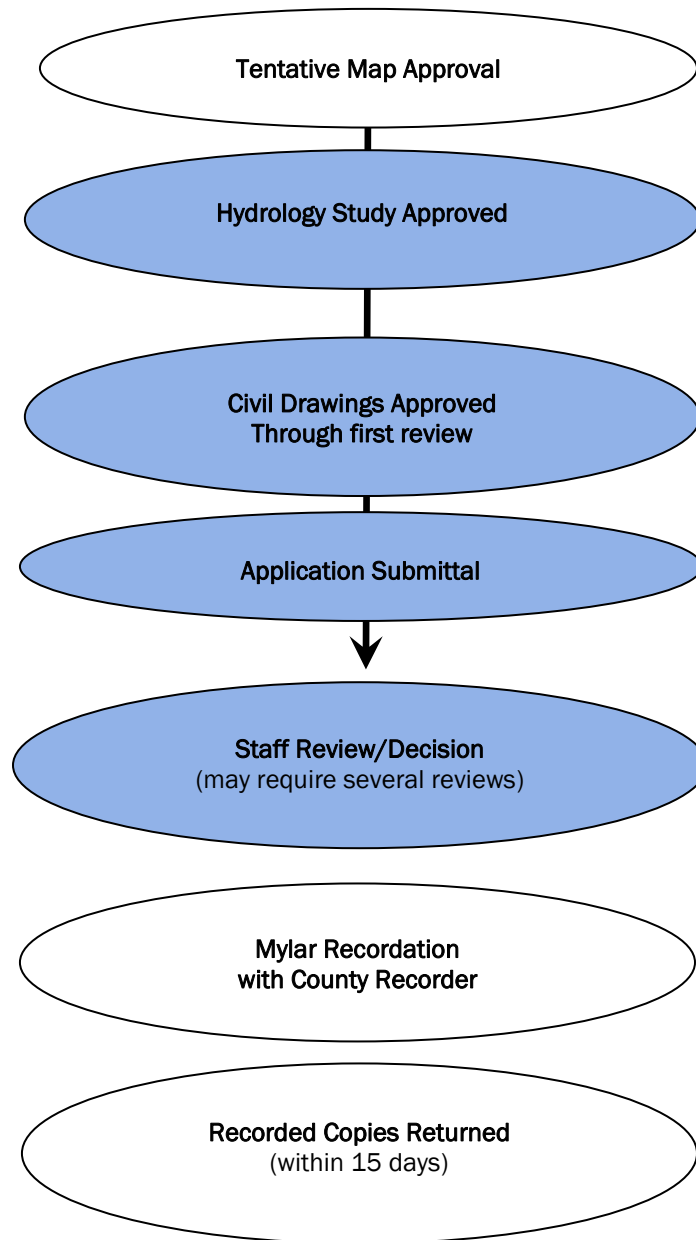 Tentative Map Approval
Hydrology Study Approved
Civil Drawings Approved
Through first review
Application Submittal
Staff Review/Decision
(may require several reviews)
Mylar Recordation
with County Recorder
Recorded Copies Returned
(within 15 days)